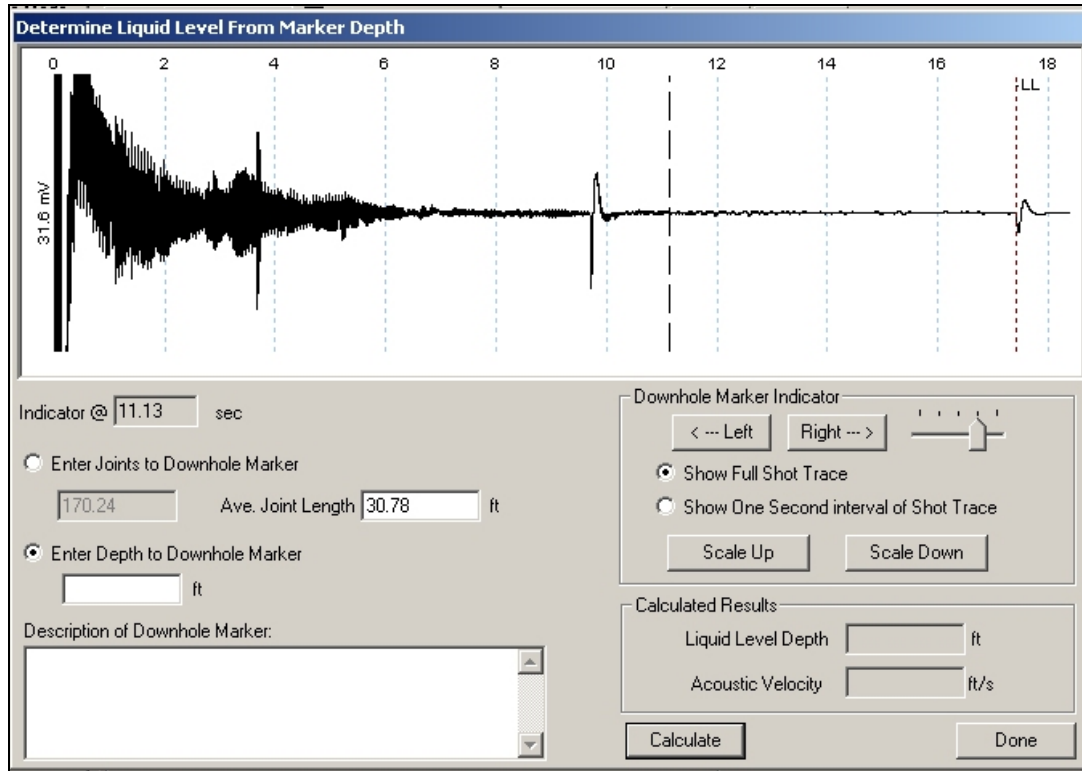 Determine Liquid Level From Marker Depth
0 2 4 6 8 10 12 14 16 18
LL
31.6 mV
Indicator @ 11.13 sec
Enter Joints to Downhole Marker
170.24 Ave. Joint Length 30.78 ft
Enter Depth to Downhole Marker
ft
Description of Downhole Marker:
Downhole Marker Indicator
< --- Left Right --- >
Show Full Shot Trace
Show One Second interval of Shot Trace
Scale Up Scale Down
Calculated Results
Liquid Level Depth ft
Acoustic Velocity ft/s
Calculate Done